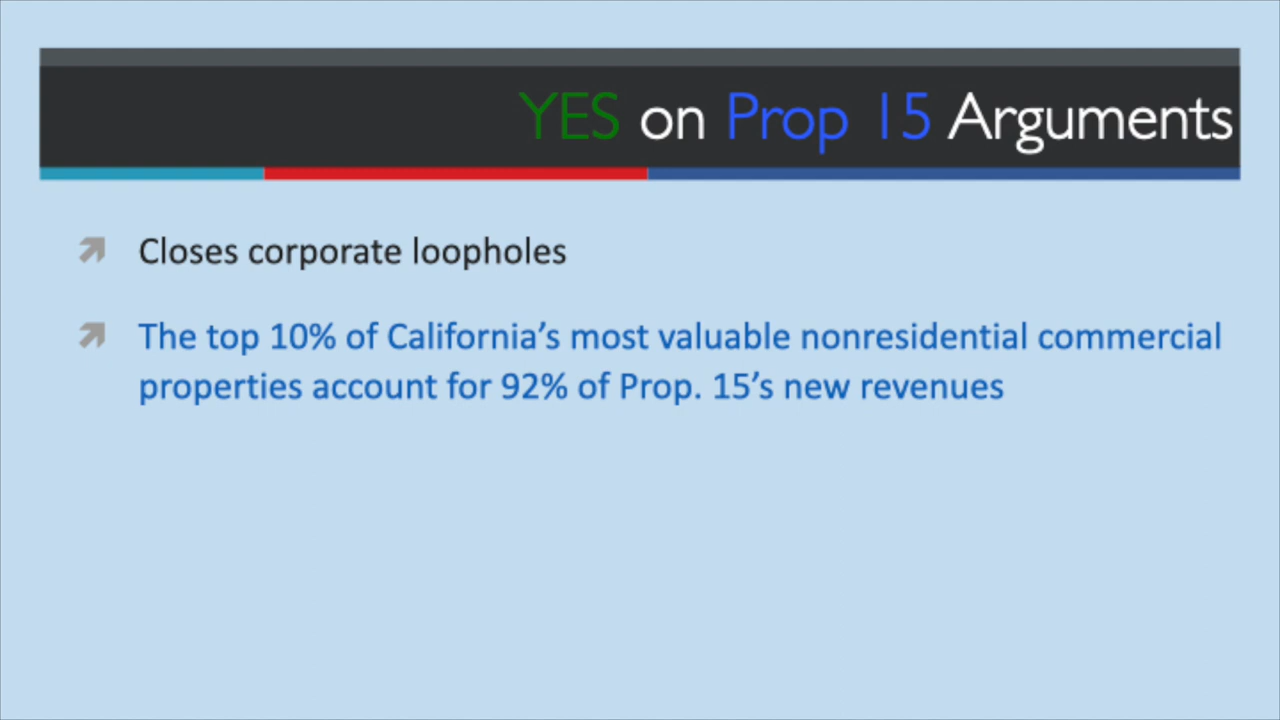 YES on Prop 15 Arguments
Closes corporate loopholes
The top 10% of California’s most valuable nonresidential commercial
properties account for 92% of Prop. 15’s new revenues